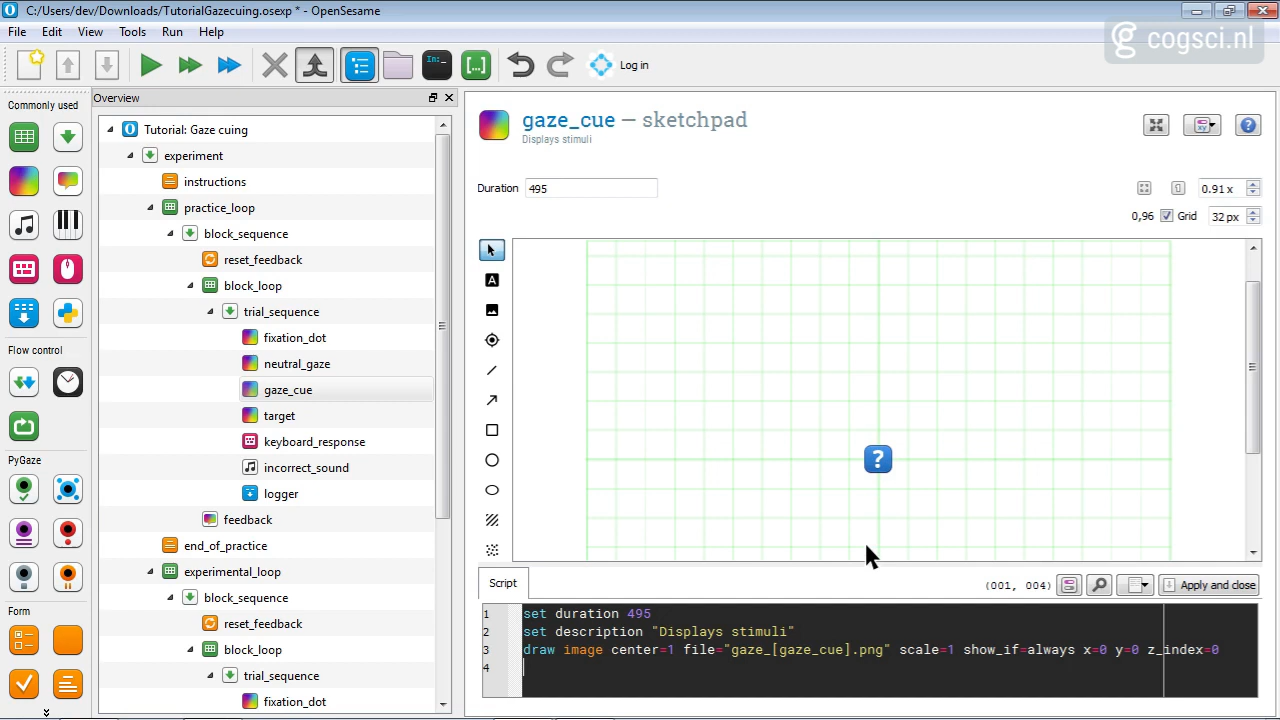 C:/Users/dev/Downloads/TutorialGazecuing.osexp * - OpenSesame
File Edit View Tools Run Help
cogsci.nl
In:_
Log in
Commonly used
Flow control
PyGaze
Form
Overview
Tutorial: Gaze cuing
experiment
instructions
practice_loop
block_sequence
reset_feedback
block_loop
trial_sequence
fixation_dot
neutral_gaze
gaze_cue
target
keyboard_response
incorrect_sound
logger
feedback
end_of_practice
experimental_loop
block_sequence
reset_feedback
block_loop
trial_sequence
fixation_dot
gaze_cue — sketchpad
Displays stimuli
Duration 495
0.91 x
0,96 Grid 32 px
A
?
Script
(001, 004)
Apply and close
1 set duration 495
2 set description "Displays stimuli"
3 draw image center=1 file="gaze_[gaze_cue].png" scale=1 show_if=always x=0 y=0 z_index=0
4